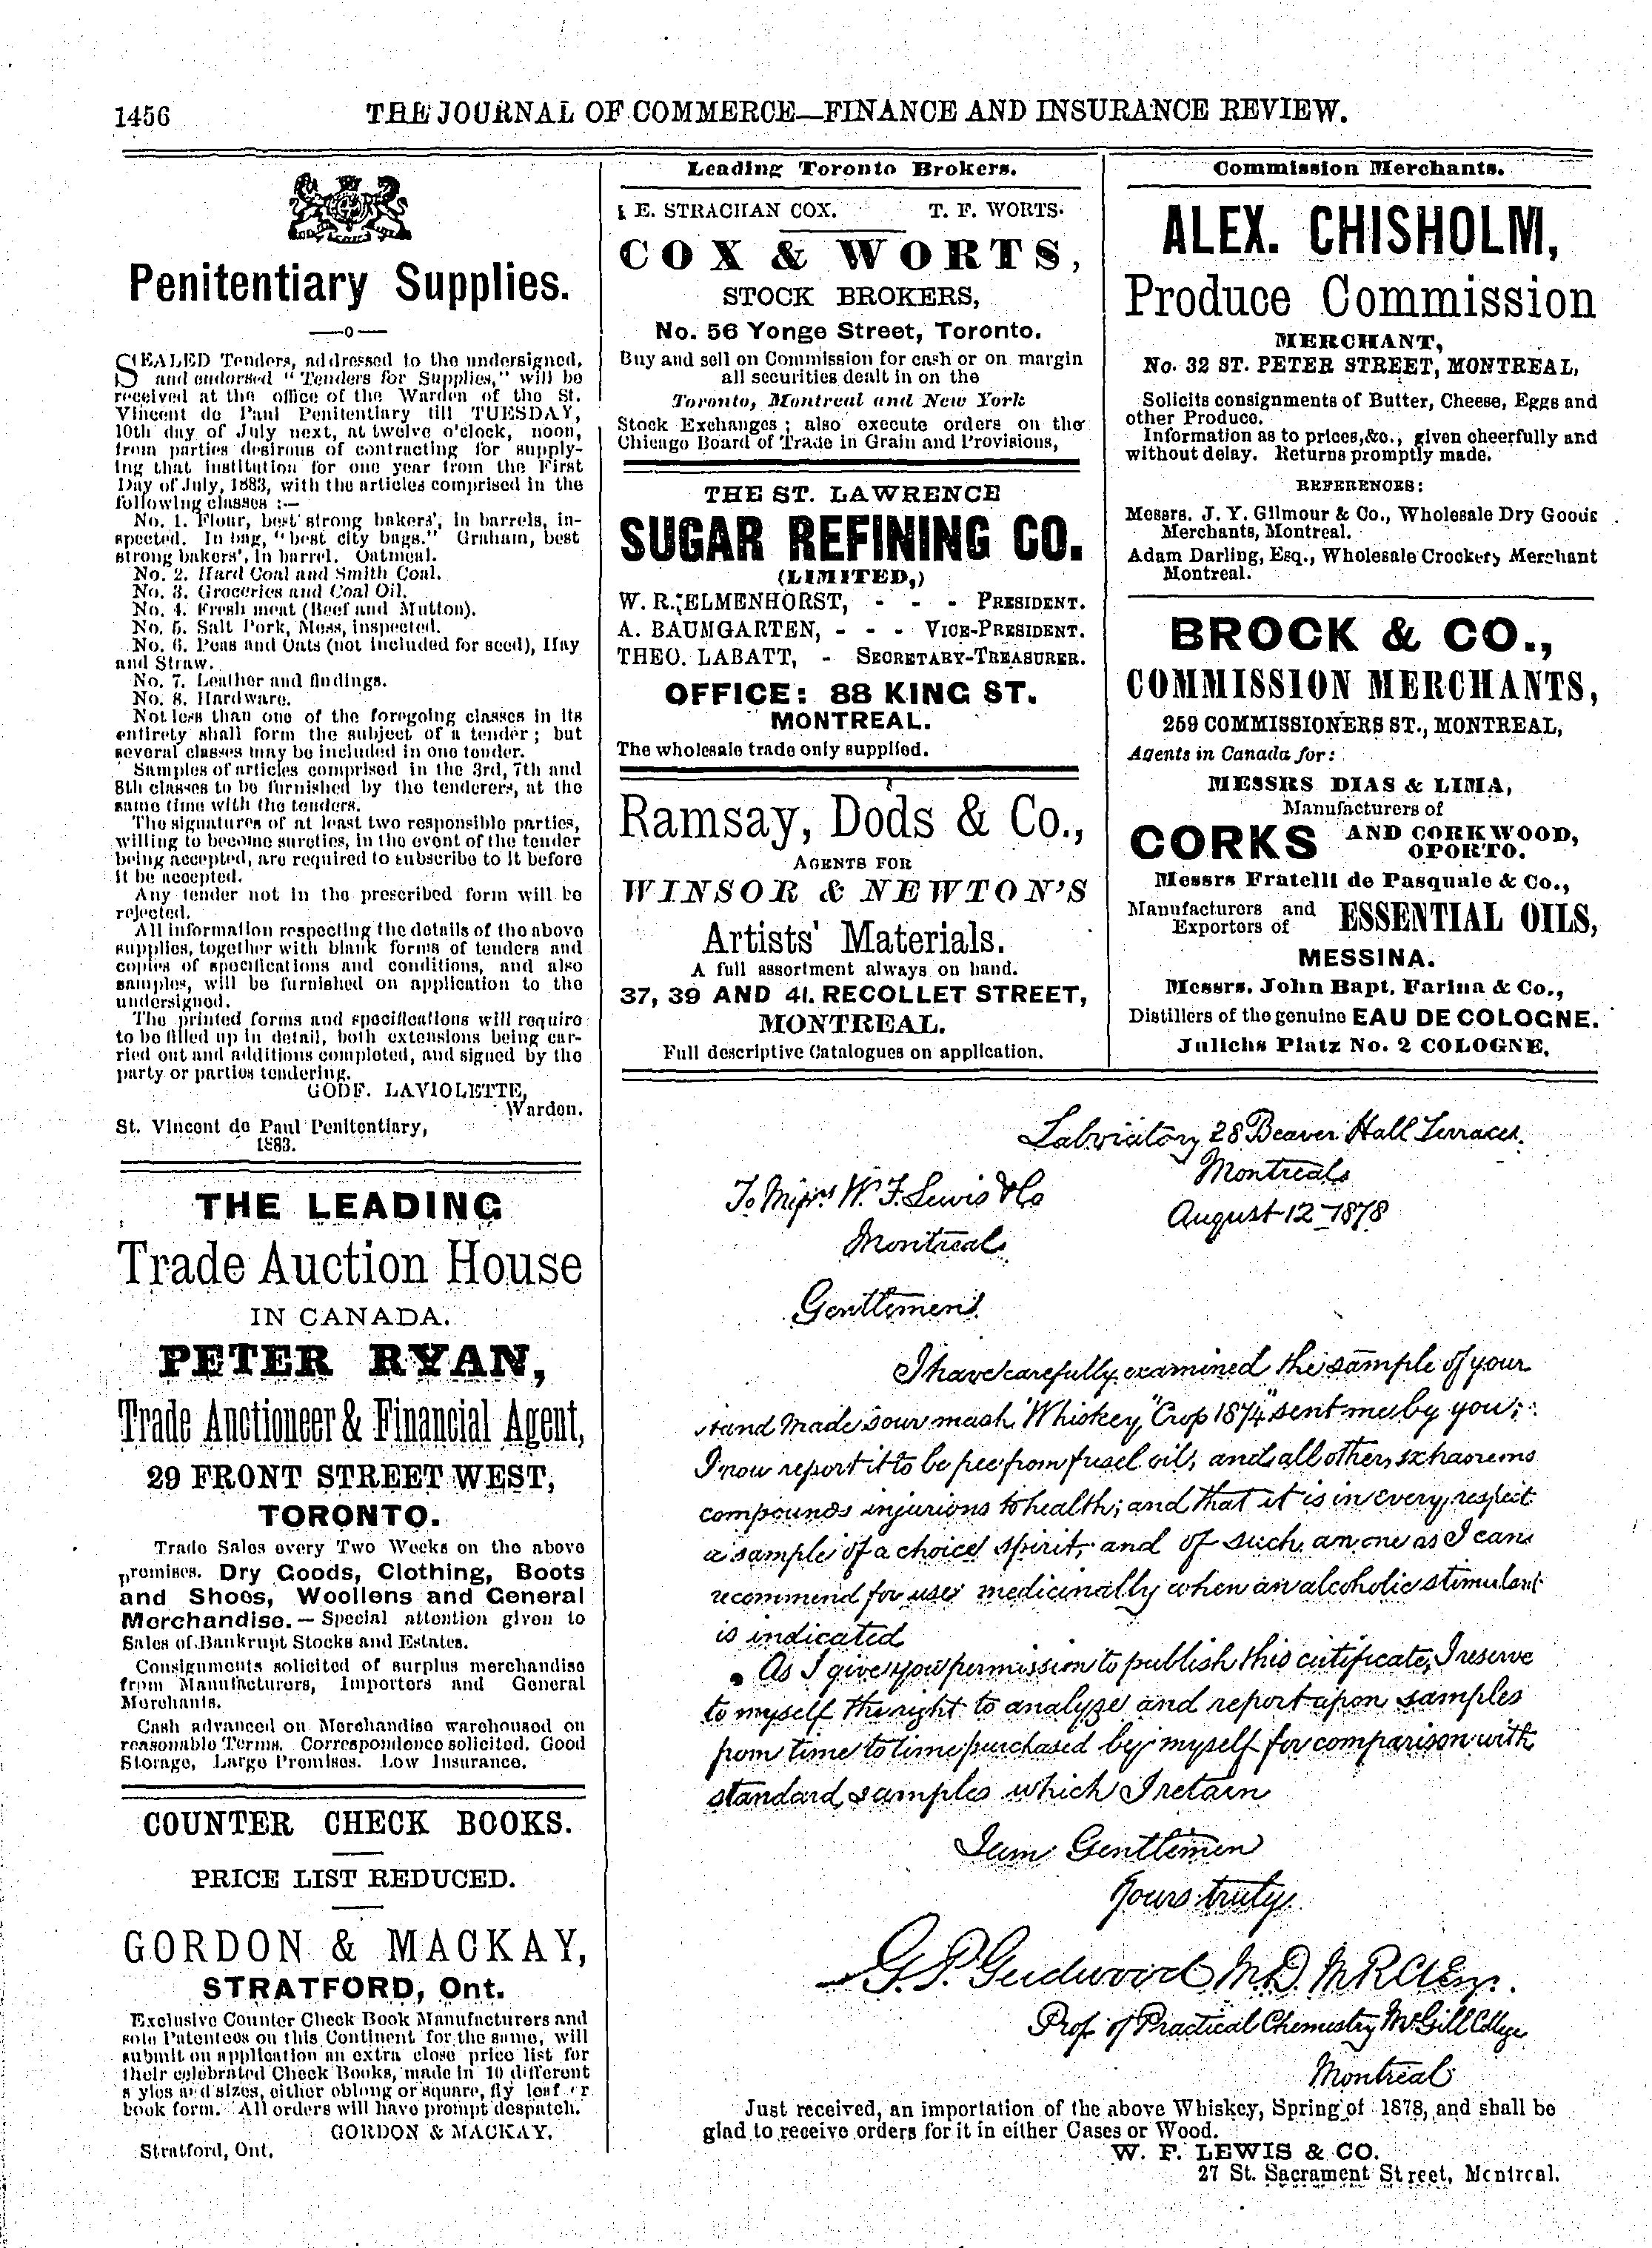 1456
THE JOURNAL OF COMMERCE—FINANCE AND INSURANCE REVIEW.
Penitentiary Supplies.
SEALED Tenders, addressed to the undersigned,
and endorsed "Tenders for Supplies," will be
received at the office of the Warden of the St.
Vincent de Paul Penitentiary till TUESDAY,
10th day of July next, at twelve o'clock, noon,
from parties desirous of contracting for supply-
ing that institution for one year from the First
Day of July, 1883, with the articles comprised in the
following classes :—
No. 1. Flour, best strong bakers', in barrels, in-
spected. In bag, "best city bags." Graham, best
strong bakers', in barrel. Oatmeal.
No. 2. Hard Coal and Smith Coal.
No. 3. Groceries and Coal Oil.
No. 4. Fresh meat (Beef and Mutton).
No. 5. Salt Pork, Mess, inspected.
No. 6. Peas and Oats (not included for seed), Hay
and Straw.
No. 7. Leather and findings.
No. 8. Hardware.
Not less than one of the foregoing classes in its
entirety shall form the subject of a tender; but
several classes may be included in one tender.
Samples of articles comprised in the 3rd, 7th and
8th classes to be furnished by the tenderers, at the
same time with the tenders.
The signatures of at least two responsible parties,
willing to become sureties, in the event of the tender
being accepted, are required to subscribe to it before
it be accepted.
Any tender not in the prescribed form will be
rejected.
All information respecting the details of the above
supplies, together with blank forms of tenders and
copies of specifications and conditions, and also
samples, will be furnished on application to the
undersigned.
The printed forms and specifications will require
to be filled up in detail, both extensions being car-
ried out and additions completed, and signed by the
party or parties tendering.
GODF. LAVIOLETTE,
Warden.
St. Vincent de Paul Penitentiary,
1883.
THE LEADING
Trade Auction House
IN CANADA.
PETER RYAN,
Trade Auctioneer & Financial Agent,
29 FRONT STREET WEST,
TORONTO.
Trade Sales every Two Weeks on the above
premises. Dry Goods, Clothing, Boots
and Shoes, Woollens and General
Merchandise.— Special attention given to
Sales of Bankrupt Stocks and Estates.
Consignments solicited of surplus merchandise
from Manufacturers, Importers and General
Merchants.
Cash advanced on Merchandise warehoused on
reasonable Terms. Correspondence solicited. Good
Storage, Large Premises. Low Insurance.
COUNTER CHECK BOOKS.
PRICE LIST REDUCED.
GORDON & MACKAY,
STRATFORD, Ont.
Exclusive Counter Check Book Manufacturers and
sole Patentees on this Continent for the same, will
submit on application an extra close price list for
their celebrated Check Books, made in 10 different
s yles and sizes, either oblong or square, fly leaf or
book form. All orders will have prompt despatch.
GORDON & MACKAY.
Stratford, Ont.
Leading Toronto Brokers.
E. STRACHAN COX. T. F. WORTS.
COX & WORTS,
STOCK BROKERS,
No. 56 Yonge Street, Toronto.
Buy and sell on Commission for cash or on margin
all securities dealt in on the
Toronto, Montreal and New York
Stock Exchanges; also execute orders on the
Chicago Board of Trade in Grain and Provisions,
THE ST. LAWRENCE
SUGAR REFINING CO.
(LIMITED,)
W. R. ELMENHORST, - - - PRESIDENT.
A. BAUMGARTEN, - - - VICE-PRESIDENT.
THEO. LABATT, - SECRETARY-TREASURER.
OFFICE: 88 KING ST.
MONTREAL.
The wholesale trade only supplied.
Ramsay, Dods & Co.,
AGENTS FOR
WINSOR & NEWTON'S
Artists' Materials.
A full assortment always on hand.
37, 39 AND 41. RECOLLET STREET,
MONTREAL.
Full descriptive Catalogues on application.
Commission Merchants.
ALEX. CHISHOLM,
Produce Commission
MERCHANT,
No. 32 ST. PETER STREET, MONTREAL,
Solicits consignments of Butter, Cheese, Eggs and
other Produce.
Information as to prices,&c., given cheerfully and
without delay. Returns promptly made.
REFERENCES:
Messrs. J. Y. Gilmour & Co., Wholesale Dry Goods
Merchants, Montreal.
Adam Darling, Esq., Wholesale Crockery Merchant
Montreal.
BROCK & CO.,
COMMISSION MERCHANTS,
259 COMMISSIONERS ST., MONTREAL,
Agents in Canada for:
MESSRS DIAS & LIMA,
Manufacturers of
CORKS AND CORKWOOD,
OPORTO.
Messrs Fratelli de Pasquale & Co.,
Manufacturers and
Exporters of ESSENTIAL OILS,
MESSINA.
Messrs. John Bapt. Farina & Co.,
Distillers of the genuine EAU DE COLOGNE.
Julichs Platz No. 2 COLOGNE,
Laboratory 28 Beaver Hall Terrace.
Montreal
August 12 1878
To Messrs W. F. Lewis & Co
Montreal
Gentlemen
I have carefully examined the sample of your
Hand Made sour mash Whiskey "Crop 1874" sent me by you;
I now report it to be free from fusel oil, and all other
compounds injurious to health; and that it is in every respect
a sample of a choice spirit, and of such an one as I can
recommend for use medicinally when an alcoholic stimulant
is indicated
As I give you permission to publish this certificate, I reserve
to myself the right to analyze and report upon samples
from time to time purchased by myself for comparison with
standard samples which I retain
I am Gentlemen
Yours truly
G. P. Girdwood M.D. M.R.C.S.
Prof of Practical Chemistry McGill College
Montreal
Just received, an importation of the above Whiskey, Spring of 1878, and shall be
glad to receive orders for it in either Cases or Wood.
W. F. LEWIS & CO.
27 St. Sacrament Street, Montreal.